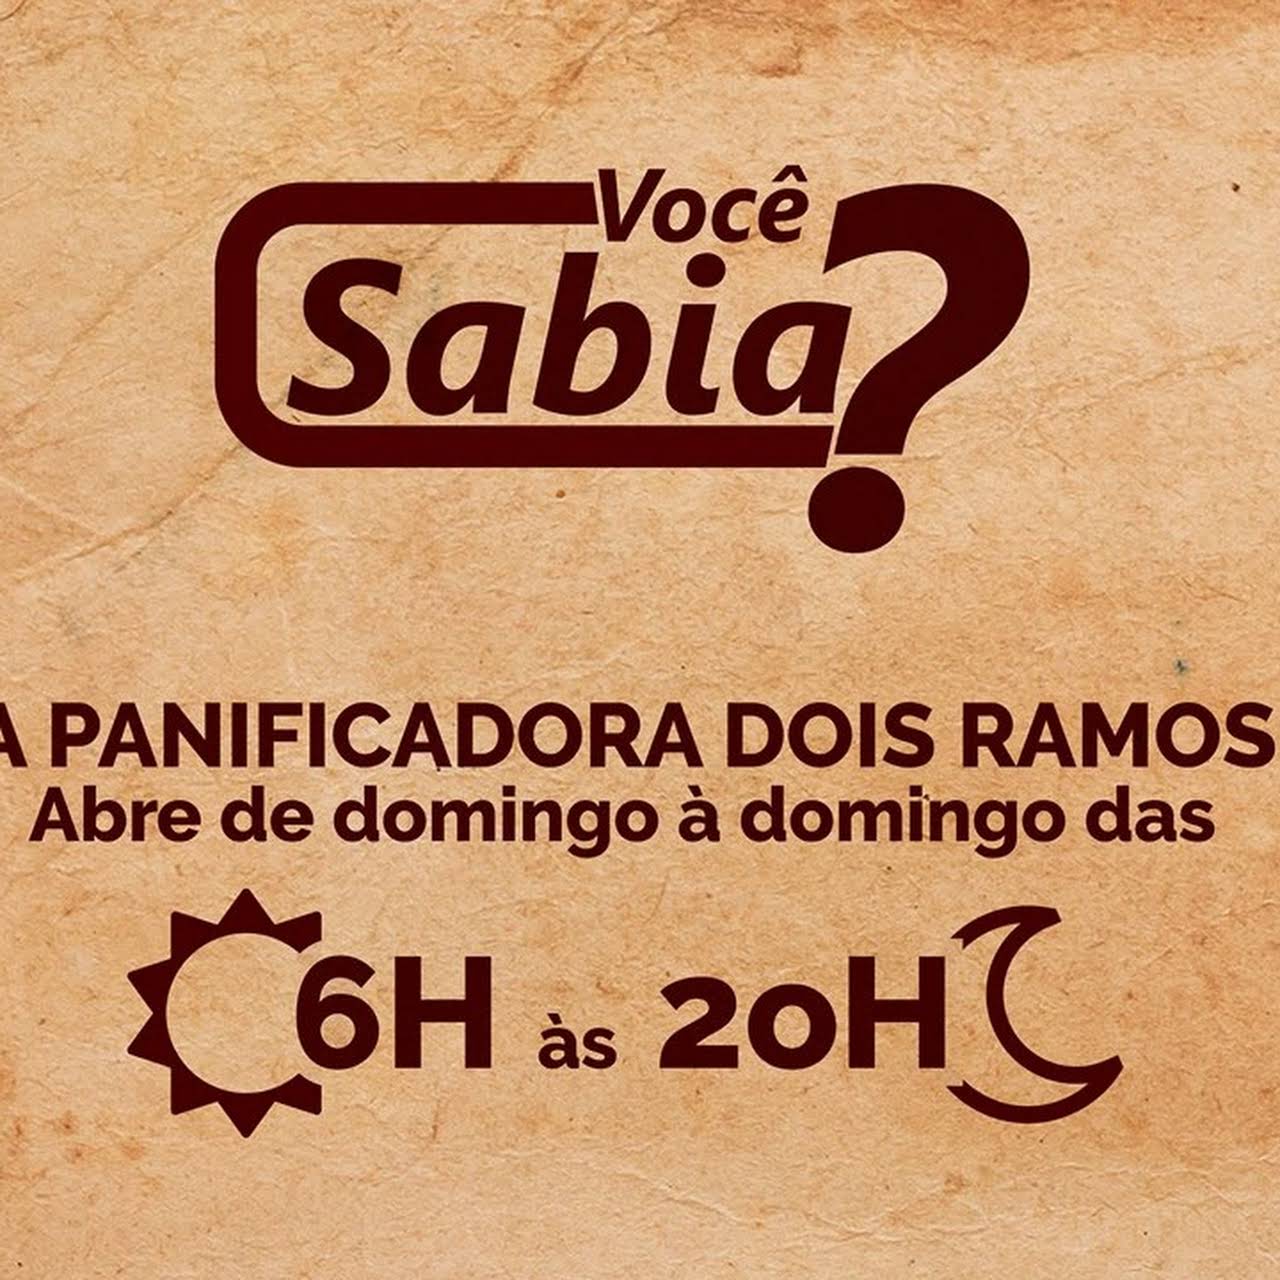 Você
Sabia?
A PANIFICADORA DOIS RAMOS
Abre de domingo à domingo das
6H às 20H